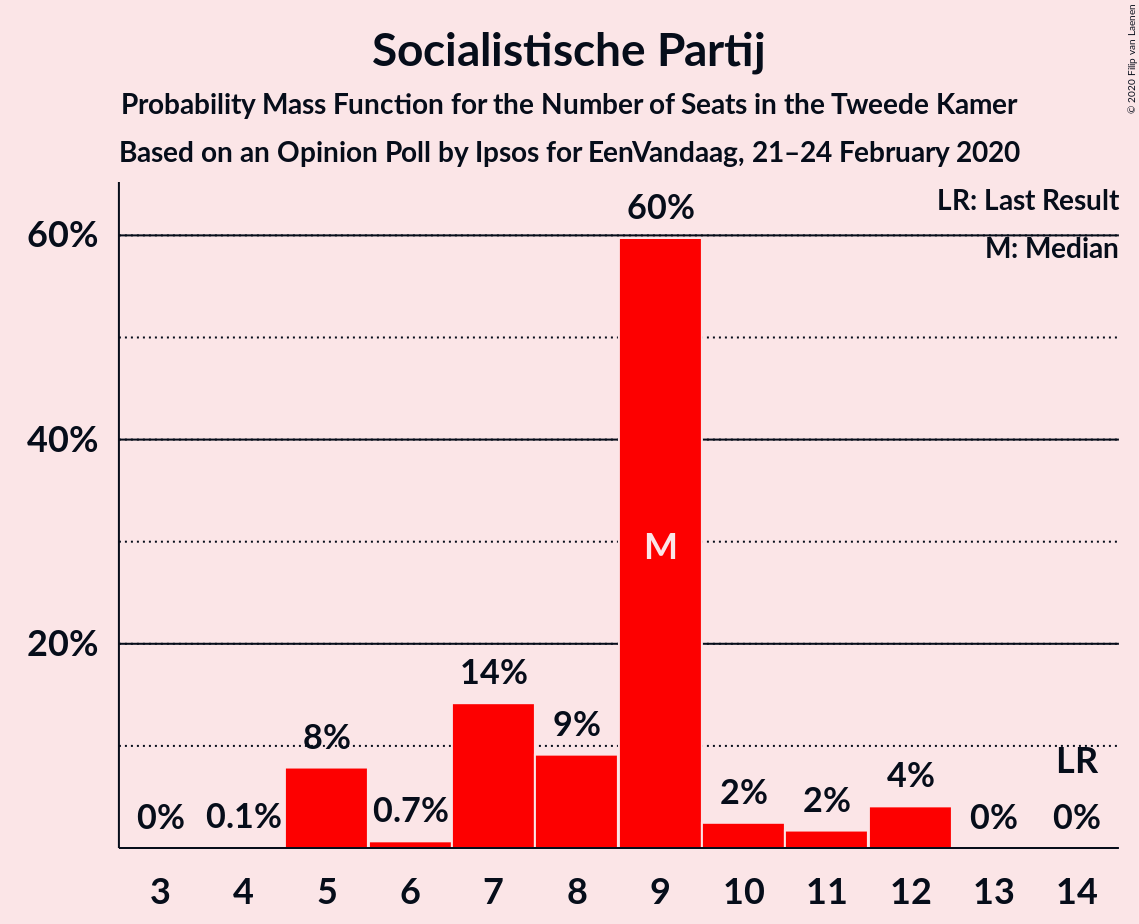 Socialistische Partij
Probability Mass Function for the Number of Seats in the Tweede Kamer
Based on an Opinion Poll by Ipsos for EenVandaag, 21–24 February 2020
© 2020 Filip van Laenen
LR: Last Result
M: Median
60%
40%
20%
0%
0.1%
8%
0.7%
14%
9%
60%
M
2%
2%
4%
0%
LR
0%
3 4 5 6 7 8 9 10 11 12 13 14